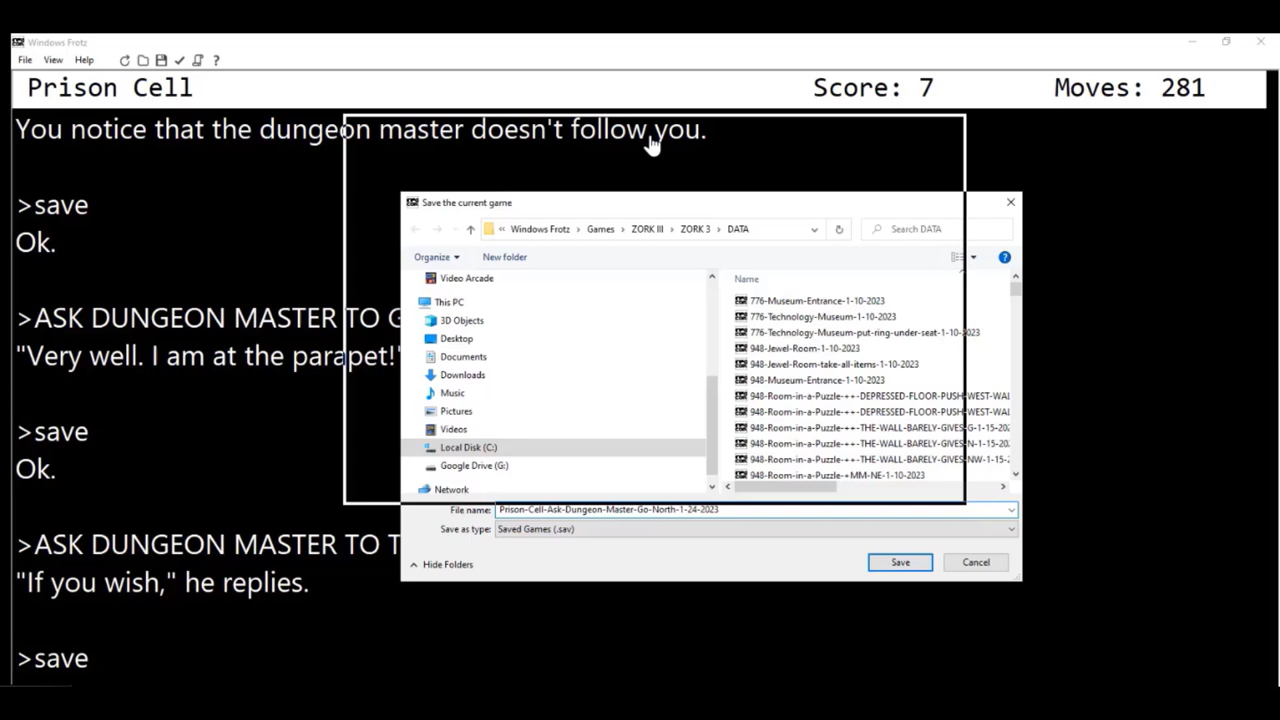 Windows Frotz
File View Help ?
Prison Cell Score: 7 Moves: 281
You notice that the dungeon master doesn't follow you.
>save
Ok.
>ASK DUNGEON MASTER TO G
"Very well. I am at the parapet!"
>save
Ok.
>ASK DUNGEON MASTER TO T
"If you wish," he replies.
>save
Save the current game
« Windows Frotz > Games > ZORK III > ZORK 3 > DATA
Search DATA
Organize New folder
Video Arcade
This PC
3D Objects
Desktop
Documents
Downloads
Music
Pictures
Videos
Local Disk (C:)
Google Drive (G:)
Network
Name
776-Museum-Entrance-1-10-2023
776-Technology-Museum-1-10-2023
776-Technology-Museum-put-ring-under-seat-1-10-2023
948-Jewel-Room-1-10-2023
948-Jewel-Room-take-all-items-1-10-2023
948-Museum-Entrance-1-10-2023
948-Room-in-a-Puzzle-++-DEPRESSED-FLOOR-PUSH-WEST-WAL
948-Room-in-a-Puzzle-++-DEPRESSED-FLOOR-PUSH-WEST-WAL
948-Room-in-a-Puzzle-++-THE-WALL-BARELY-GIVES-G-1-15-202
948-Room-in-a-Puzzle-++-THE-WALL-BARELY-GIVES-N-1-15-202
948-Room-in-a-Puzzle-++-THE-WALL-BARELY-GIVES-NW-1-15-
948-Room-in-a-Puzzle-+MM-NE-1-10-2023
File name: Prison-Cell-Ask-Dungeon-Master-Go-North-1-24-2023
Save as type: Saved Games (.sav)
Hide Folders
Save Cancel